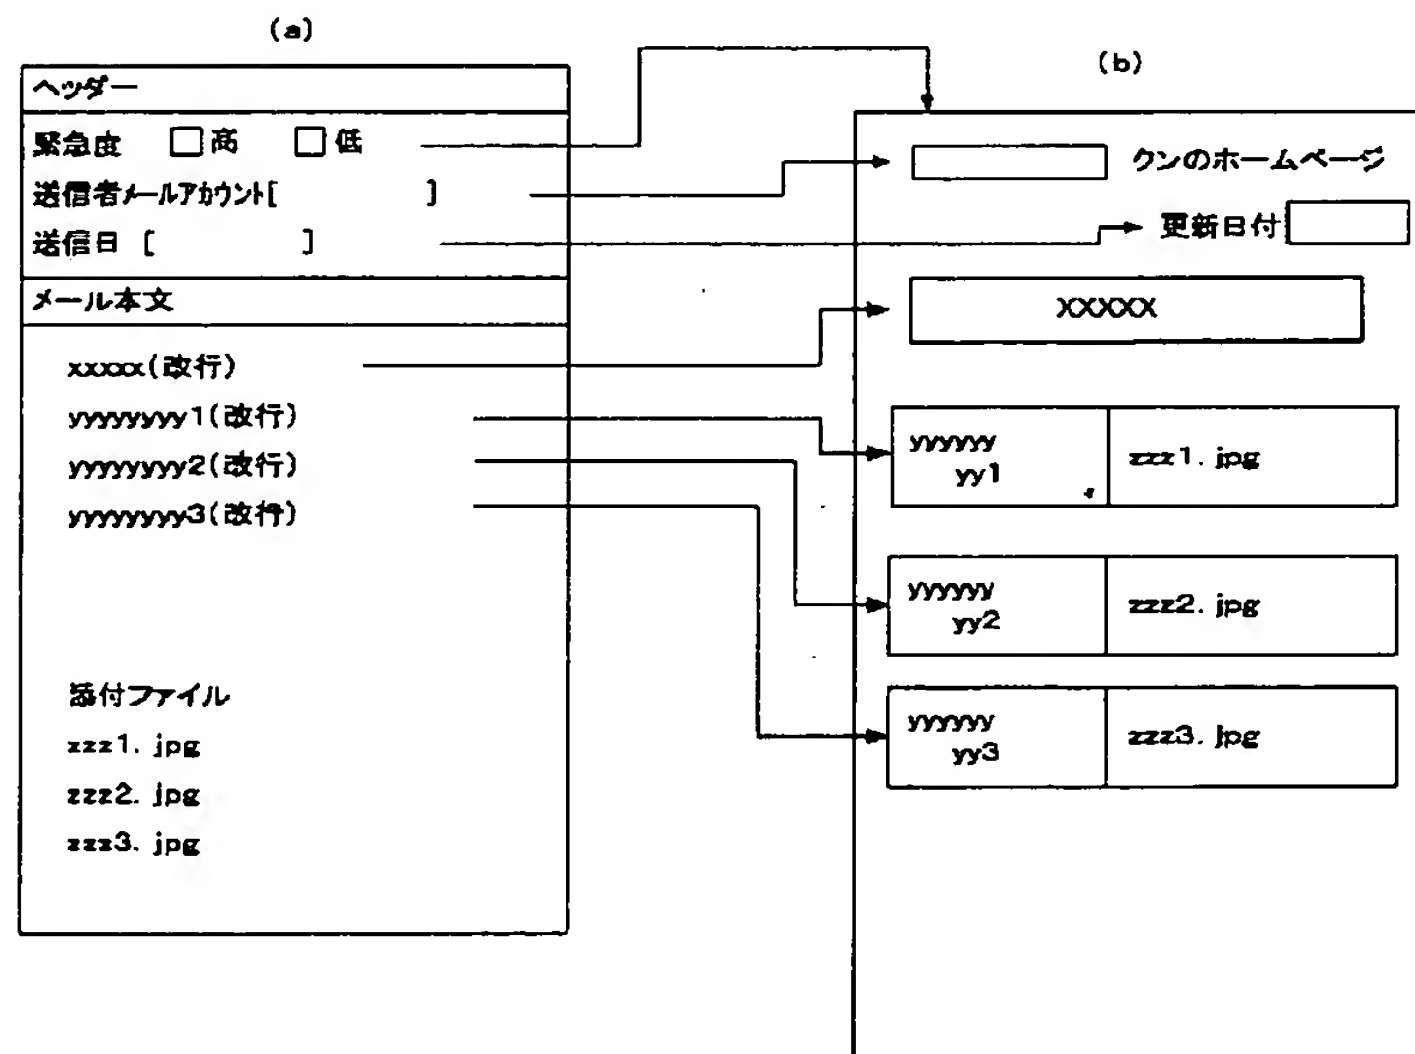 (a)
ヘッダー
緊急度 □高 □低
送信者メールアカウント[ ]
送信日 [ ]
メール本文
xxxxx(改行)
yyyyyyyy1(改行)
yyyyyyyy2(改行)
yyyyyyyy3(改行)
添付ファイル
zzz1. jpg
zzz2. jpg
zzz3. jpg
(b)
クンのホームページ
更新日付
XXXXX
yyyyyy
yy1
zzz1. jpg
yyyyyy
yy2
zzz2. jpg
yyyyyy
yy3
zzz3. jpg